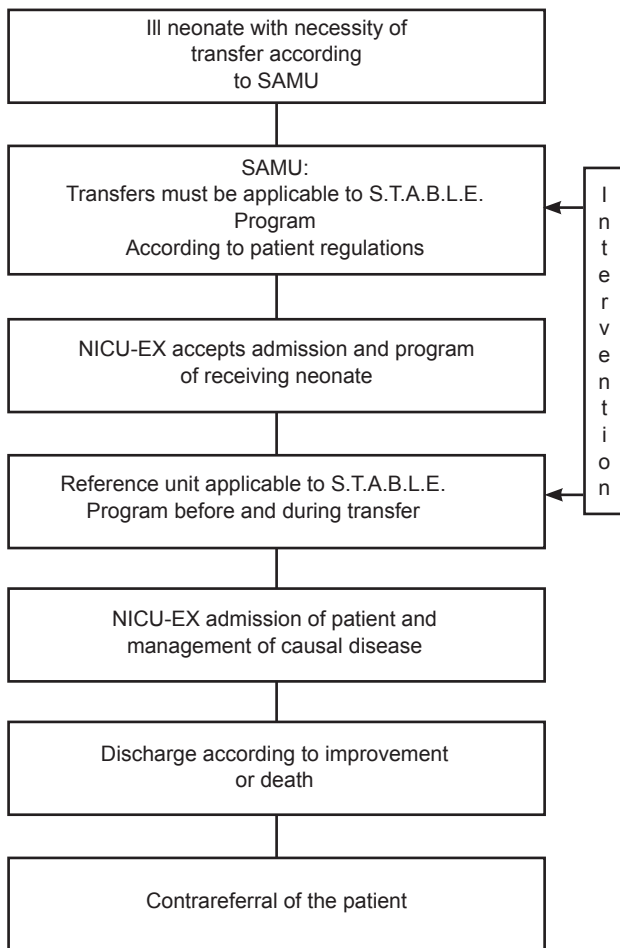 Ill neonate with necessity of
transfer according
to SAMU
SAMU:
Transfers must be applicable to S.T.A.B.L.E.
Program
According to patient regulations
NICU-EX accepts admission and program
of receiving neonate
Reference unit applicable to S.T.A.B.L.E.
Program before and during transfer
NICU-EX admission of patient and
management of causal disease
Discharge according to improvement
or death
Contrareferral of the patient
Intervention